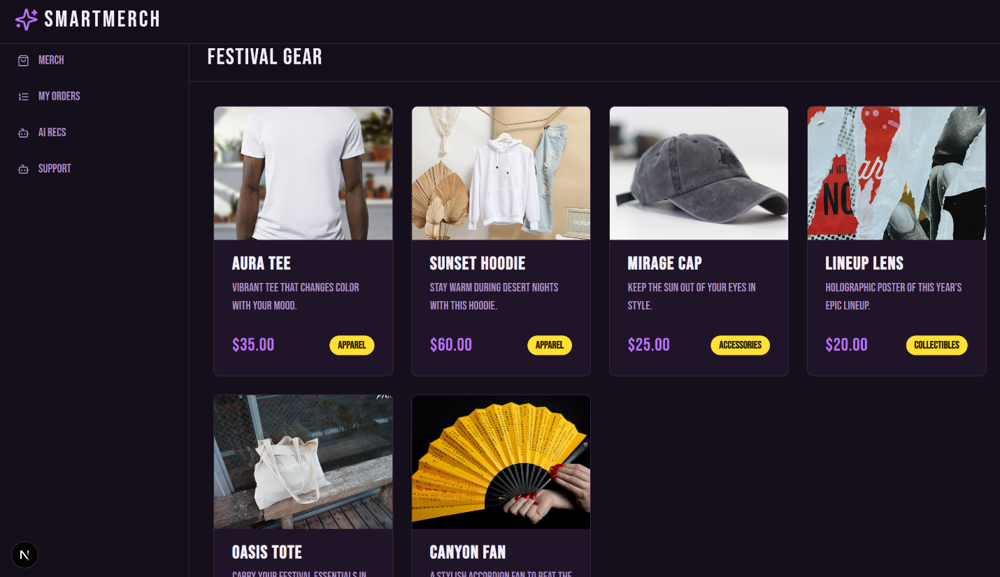 SMARTMERCH
MERCH
MY ORDERS
AI RECS
SUPPORT
FESTIVAL GEAR
AURA TEE
VIBRANT TEE THAT CHANGES COLOR
WITH YOUR MOOD.
$35.00
APPAREL
SUNSET HOODIE
STAY WARM DURING DESERT NIGHTS
WITH THIS HOODIE.
$60.00
APPAREL
MIRAGE CAP
KEEP THE SUN OUT OF YOUR EYES IN
STYLE.
$25.00
ACCESSORIES
NO
ar
LINEUP LENS
HOLOGRAPHIC POSTER OF THIS YEAR'S
EPIC LINEUP.
$20.00
COLLECTIBLES
OASIS TOTE
CARRY YOUR FESTIVAL ESSENTIALS IN
CANYON FAN
A STYLISH ACCORDION FAN TO BEAT THE
N